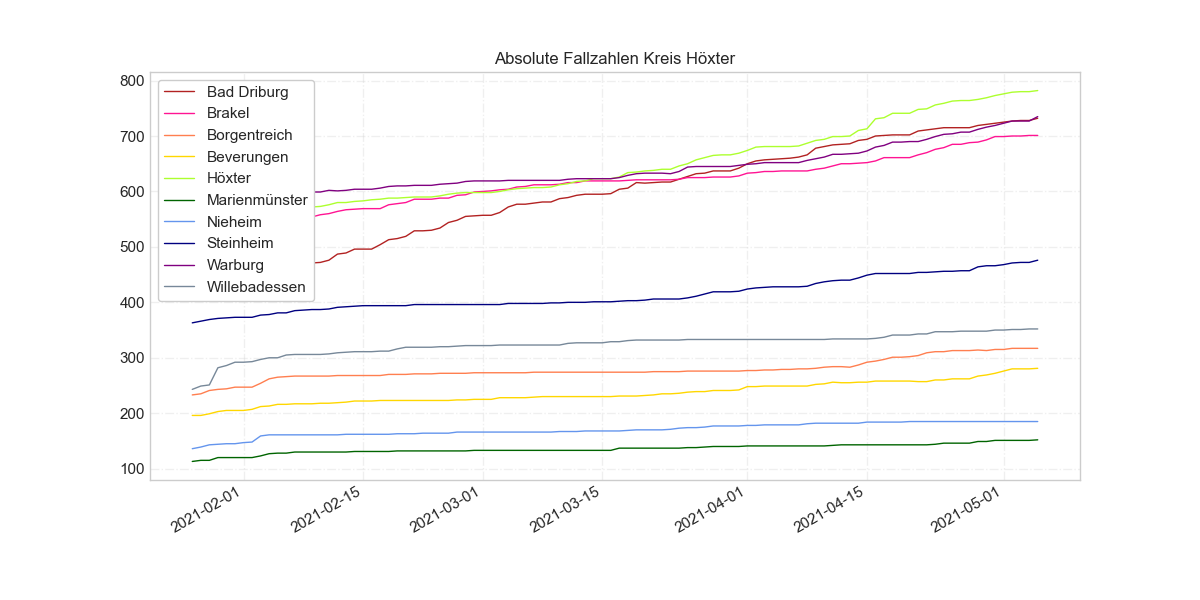 Absolute Fallzahlen Kreis Höxter
800
700
600
500
400
300
200
100
Bad Driburg
Brakel
Borgentreich
Beverungen
Höxter
Marienmünster
Nieheim
Steinheim
Warburg
Willebadessen
2021-02-01
2021-02-15
2021-03-01
2021-03-15
2021-04-01
2021-04-15
2021-05-01